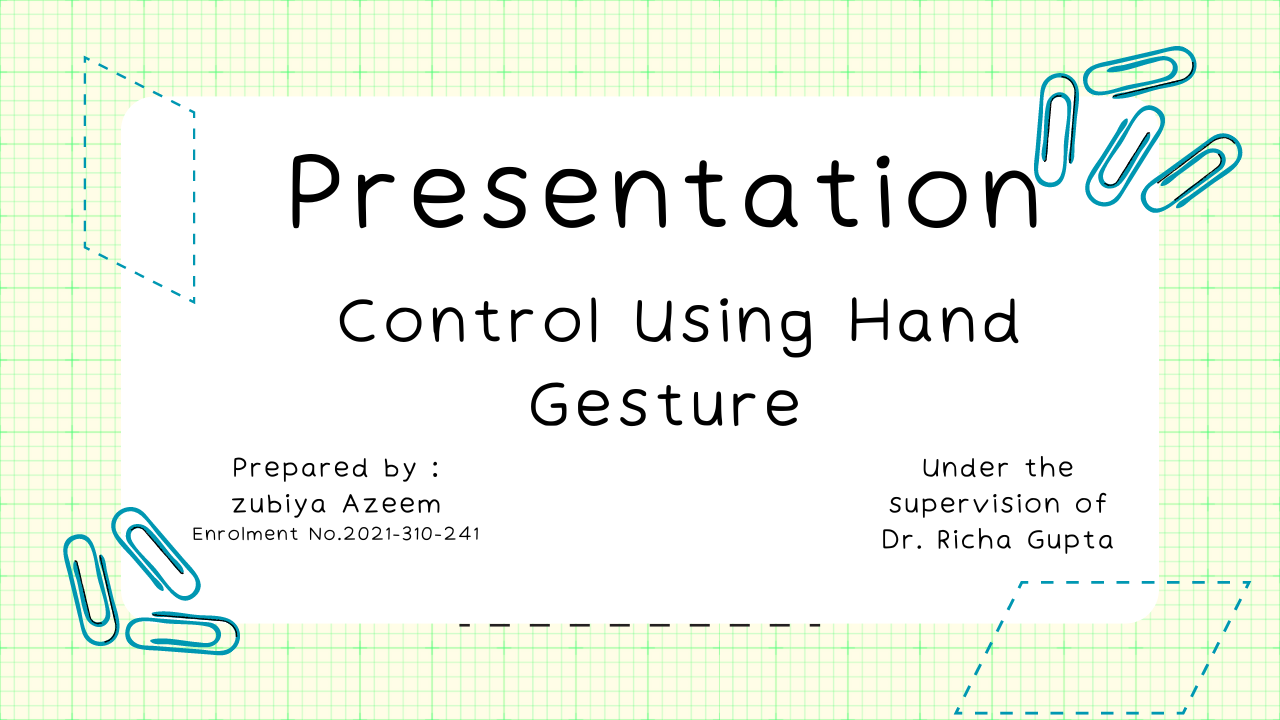 Presentation
Control Using Hand
Gesture
Prepared by :
zubiya Azeem
Enrolment No.2021-310-241
Under the
supervision of
Dr. Richa Gupta